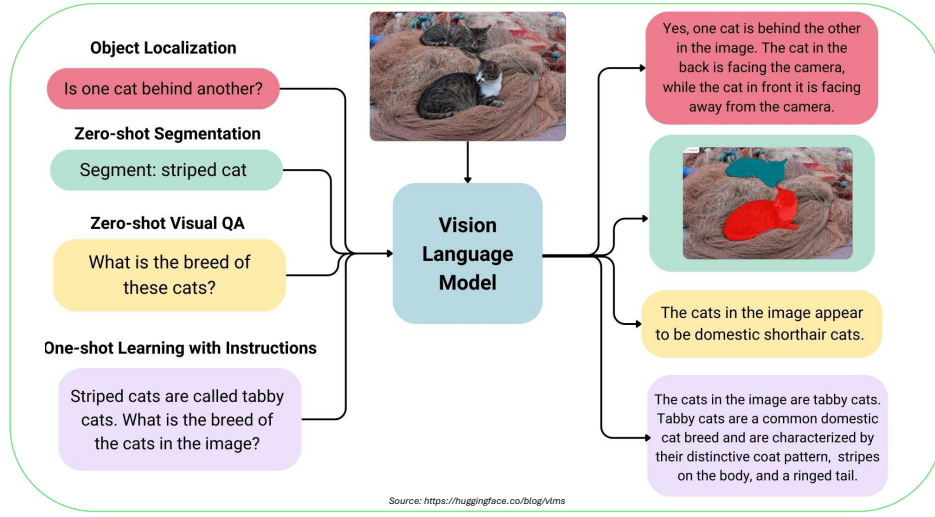 Object Localization
Is one cat behind another?
Zero-shot Segmentation
Segment: striped cat
Zero-shot Visual QA
What is the breed of
these cats?
One-shot Learning with Instructions
Striped cats are called tabby
cats. What is the breed of
the cats in the image?
Vision
Language
Model
Yes, one cat is behind the other
in the image. The cat in the
back is facing the camera,
while the cat in front it is facing
away from the camera.
The cats in the image appear
to be domestic shorthair cats.
The cats in the image are tabby cats.
Tabby cats are a common domestic
cat breed and are characterized by
their distinctive coat pattern, stripes
on the body, and a ringed tail.
Source: https://huggingface.co/blog/vlms